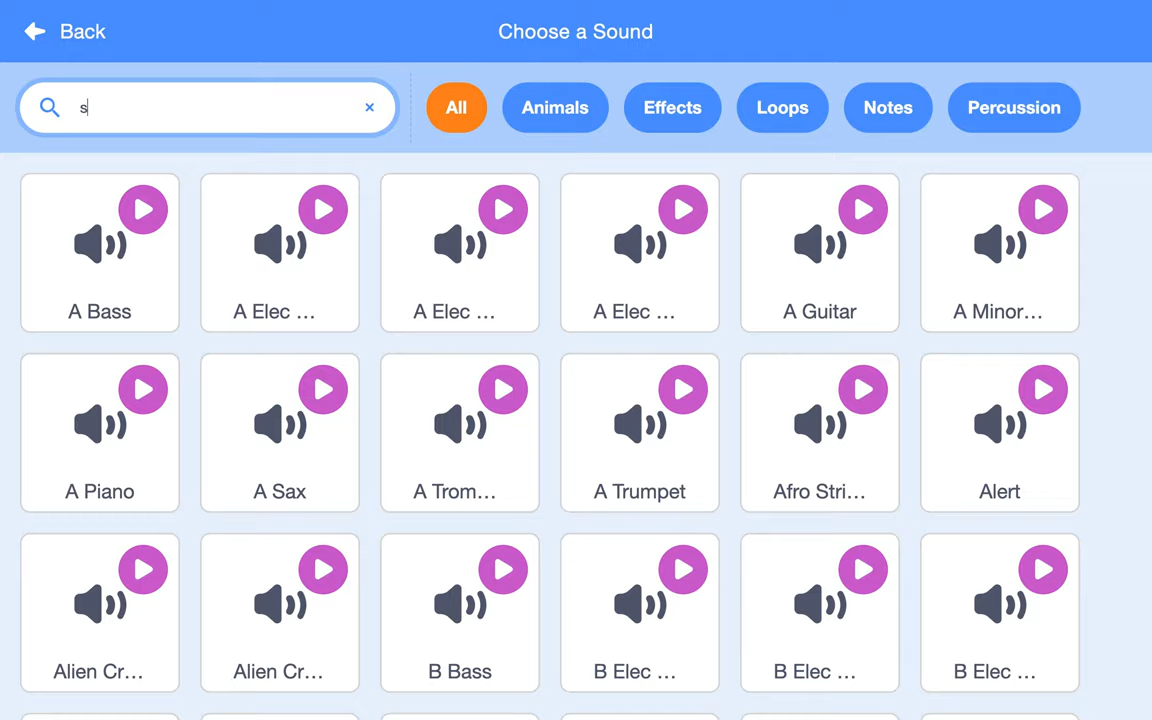 Back
Choose a Sound
s
All
Animals
Effects
Loops
Notes
Percussion
A Bass
A Elec ...
A Elec ...
A Elec ...
A Guitar
A Minor...
A Piano
A Sax
A Trom...
A Trumpet
Afro Stri...
Alert
Alien Cr...
Alien Cr...
B Bass
B Elec ...
B Elec ...
B Elec ...